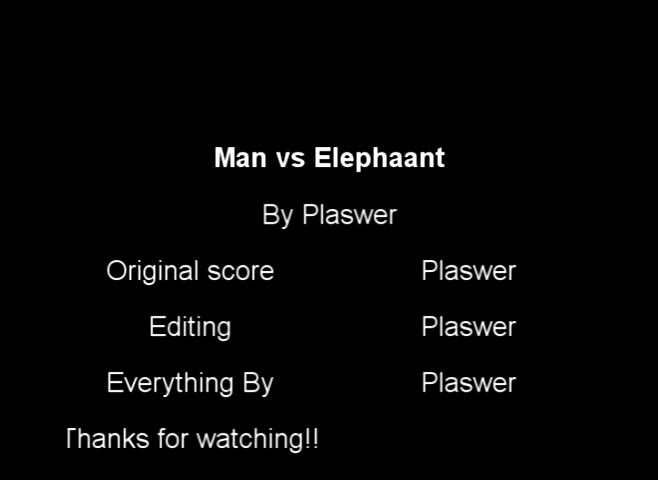 Man vs Elephaant
By Plaswer
Original score Plaswer
Editing Plaswer
Everything By Plaswer
Thanks for watching!!